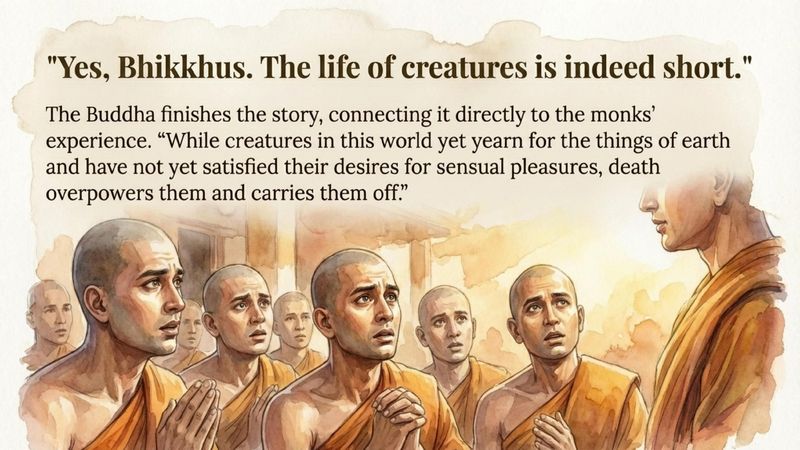 "Yes, Bhikkhus. The life of creatures is indeed short."
The Buddha finishes the story, connecting it directly to the monks’
experience. “While creatures in this world yet yearn for the things of earth
and have not yet satisfied their desires for sensual pleasures, death
overpowers them and carries them off.”